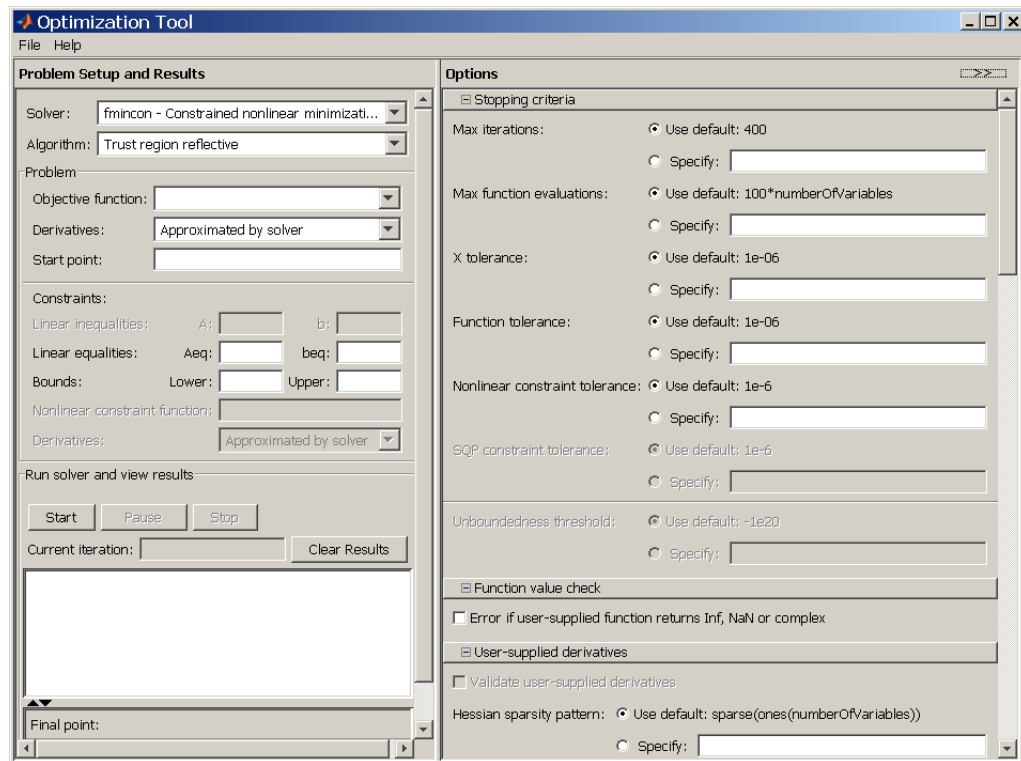 Optimization Tool
File Help
Problem Setup and Results
Solver: fmincon - Constrained nonlinear minimizati...
Algorithm: Trust region reflective
Problem
Objective function:
Derivatives: Approximated by solver
Start point:
Constraints:
Linear inequalities: A: b:
Linear equalities: Aeq: beq:
Bounds: Lower: Upper:
Nonlinear constraint function:
Derivatives: Approximated by solver
Run solver and view results
Start Pause Stop
Current iteration: Clear Results
Final point:
Options >>
Stopping criteria
Max iterations: Use default: 400
Specify:
Max function evaluations: Use default: 100*numberOfVariables
Specify:
X tolerance: Use default: 1e-06
Specify:
Function tolerance: Use default: 1e-06
Specify:
Nonlinear constraint tolerance: Use default: 1e-6
Specify:
SQP constraint tolerance: Use default: 1e-6
Specify:
Unboundedness threshold: Use default: -1e20
Specify:
Function value check
Error if user-supplied function returns Inf, NaN or complex
User-supplied derivatives
Validate user-supplied derivatives
Hessian sparsity pattern: Use default: sparse(ones(numberOfVariables))
Specify: